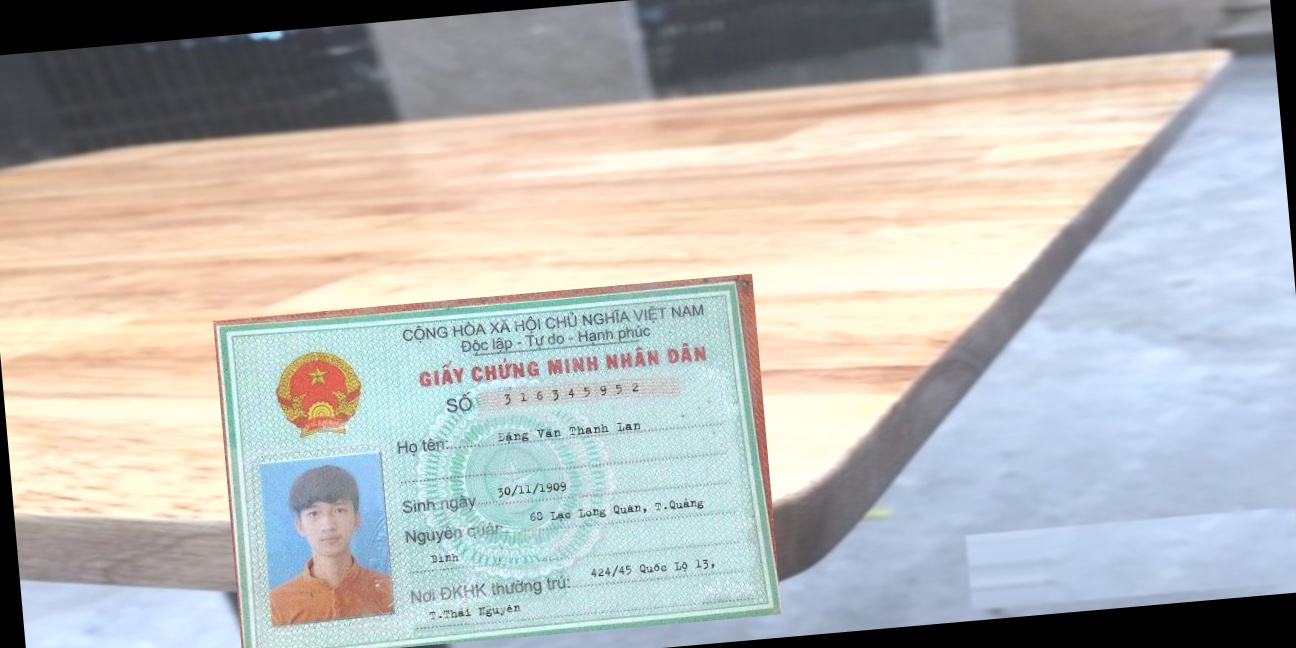 CỘNG HÒA XÃ HỘI CHỦ NGHĨA VIỆT NAM
Độc lập - Tự do - Hạnh phúc
GIẤY CHỨNG MINH NHÂN DÂN
SỐ 316345952
Họ tên: Đặng Văn Thanh Lan
Sinh ngày 30/11/1909
Nguyên quán 68 Lạc Long Quân, T.Quảng
Bình
Nơi ĐKHK thường trú: 424/45 Quốc Lộ 13,
T.Thái Nguyên